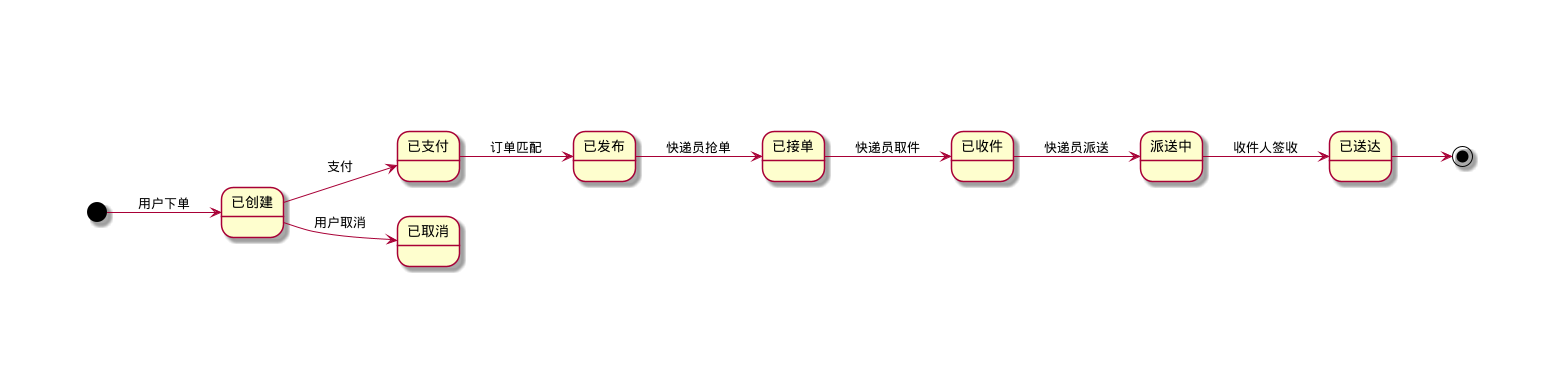 用户下单
已创建
支付
用户取消
已支付
已取消
订单匹配
已发布
快递员抢单
已接单
快递员取件
已收件
快递员派送
派送中
收件人签收
已送达